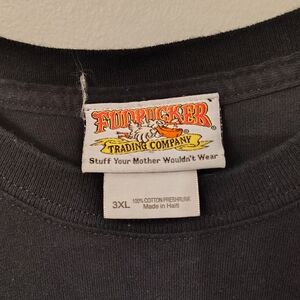 FUDPUCKER
TRADING COMPANY
Stuff Your Mother Wouldn't Wear
3XL
100% COTTON PRESHRUNK
Made in Haiti